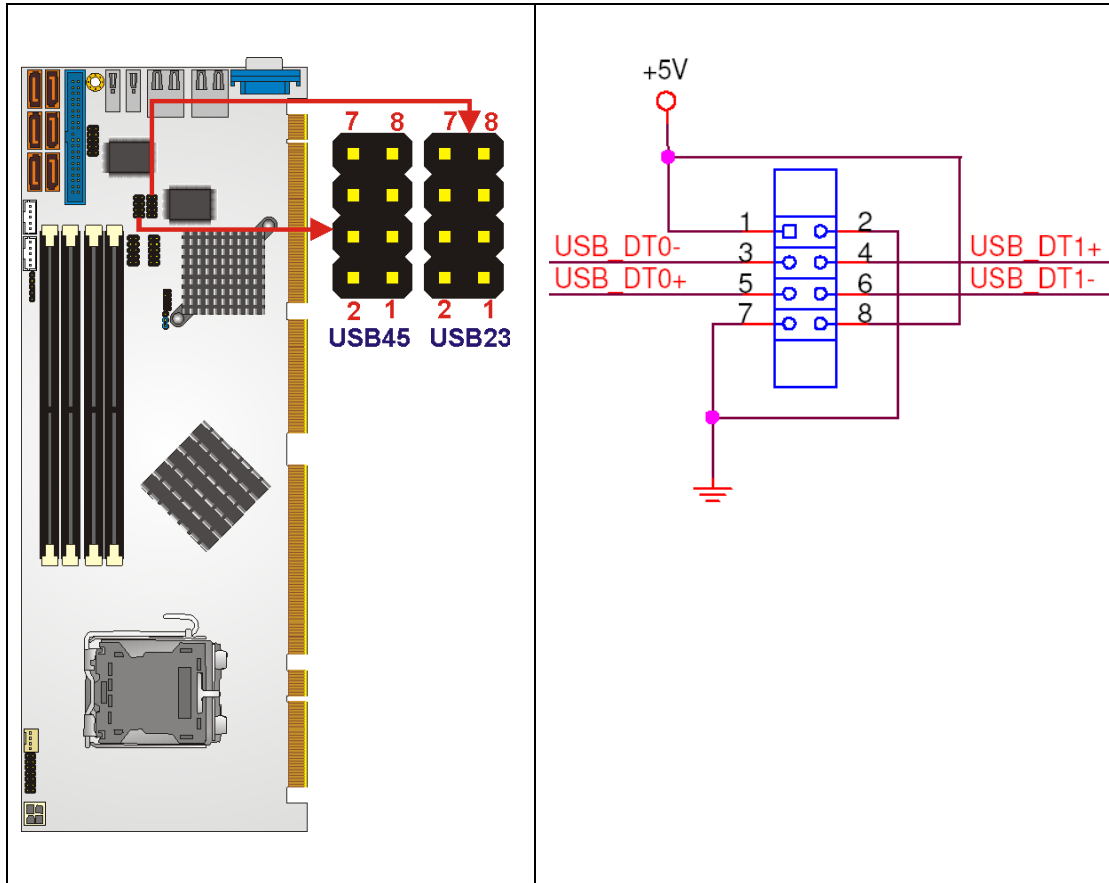 7 8 7 8
2 1 2 1
USB45 USB23
+5V
1 2
USB_DT0- 3 4 USB_DT1+
USB_DT0+ 5 6 USB_DT1-
7 8